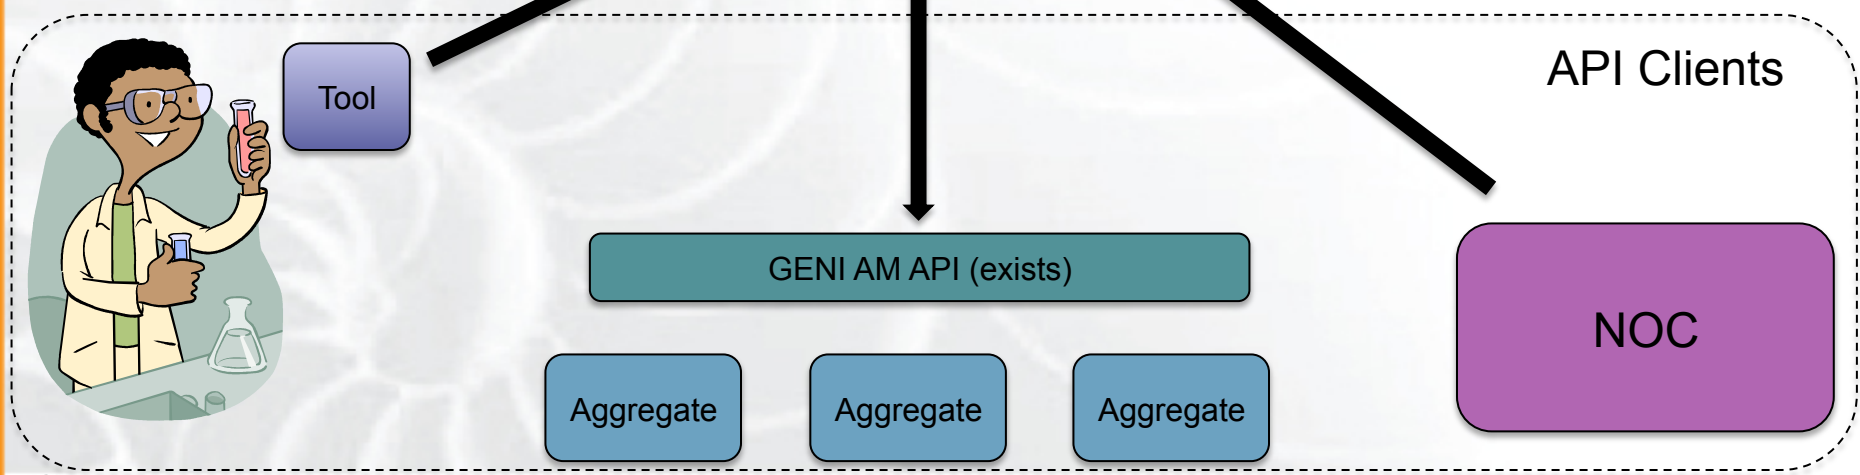 Tool
API Clients
GENI AM API (exists)
NOC
Aggregate
Aggregate
Aggregate